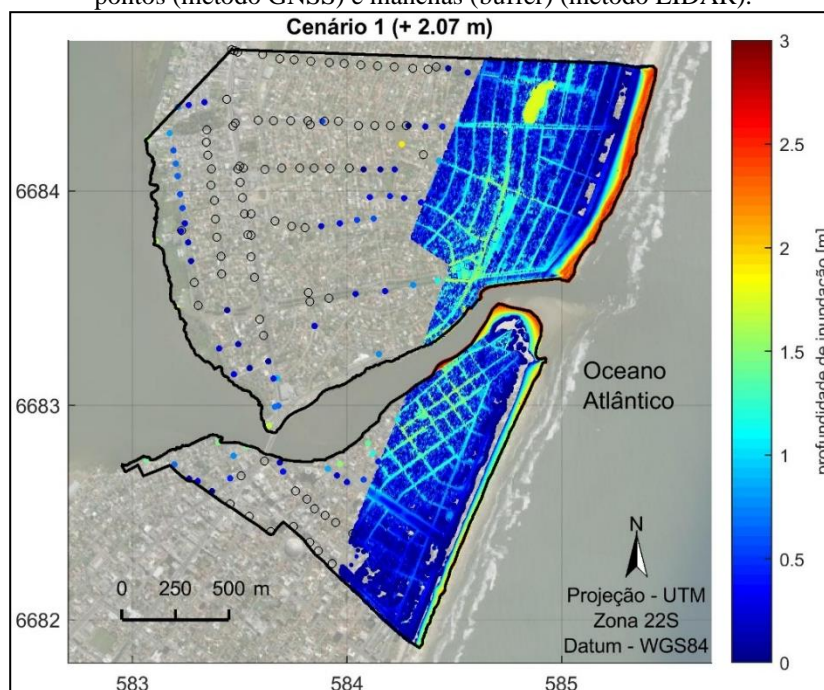 pontos (método GNSS) e manchas (buffer) (método LIDAR).
Cenário 1 (+ 2.07 m)
3
2.5
2
1.5
1
0.5
0
profundidade de inundação [m]
6684
6683
6682
583
584
585
Oceano
Atlântico
N
0 250 500 m
Projeção - UTM
Zona 22S
Datum - WGS84